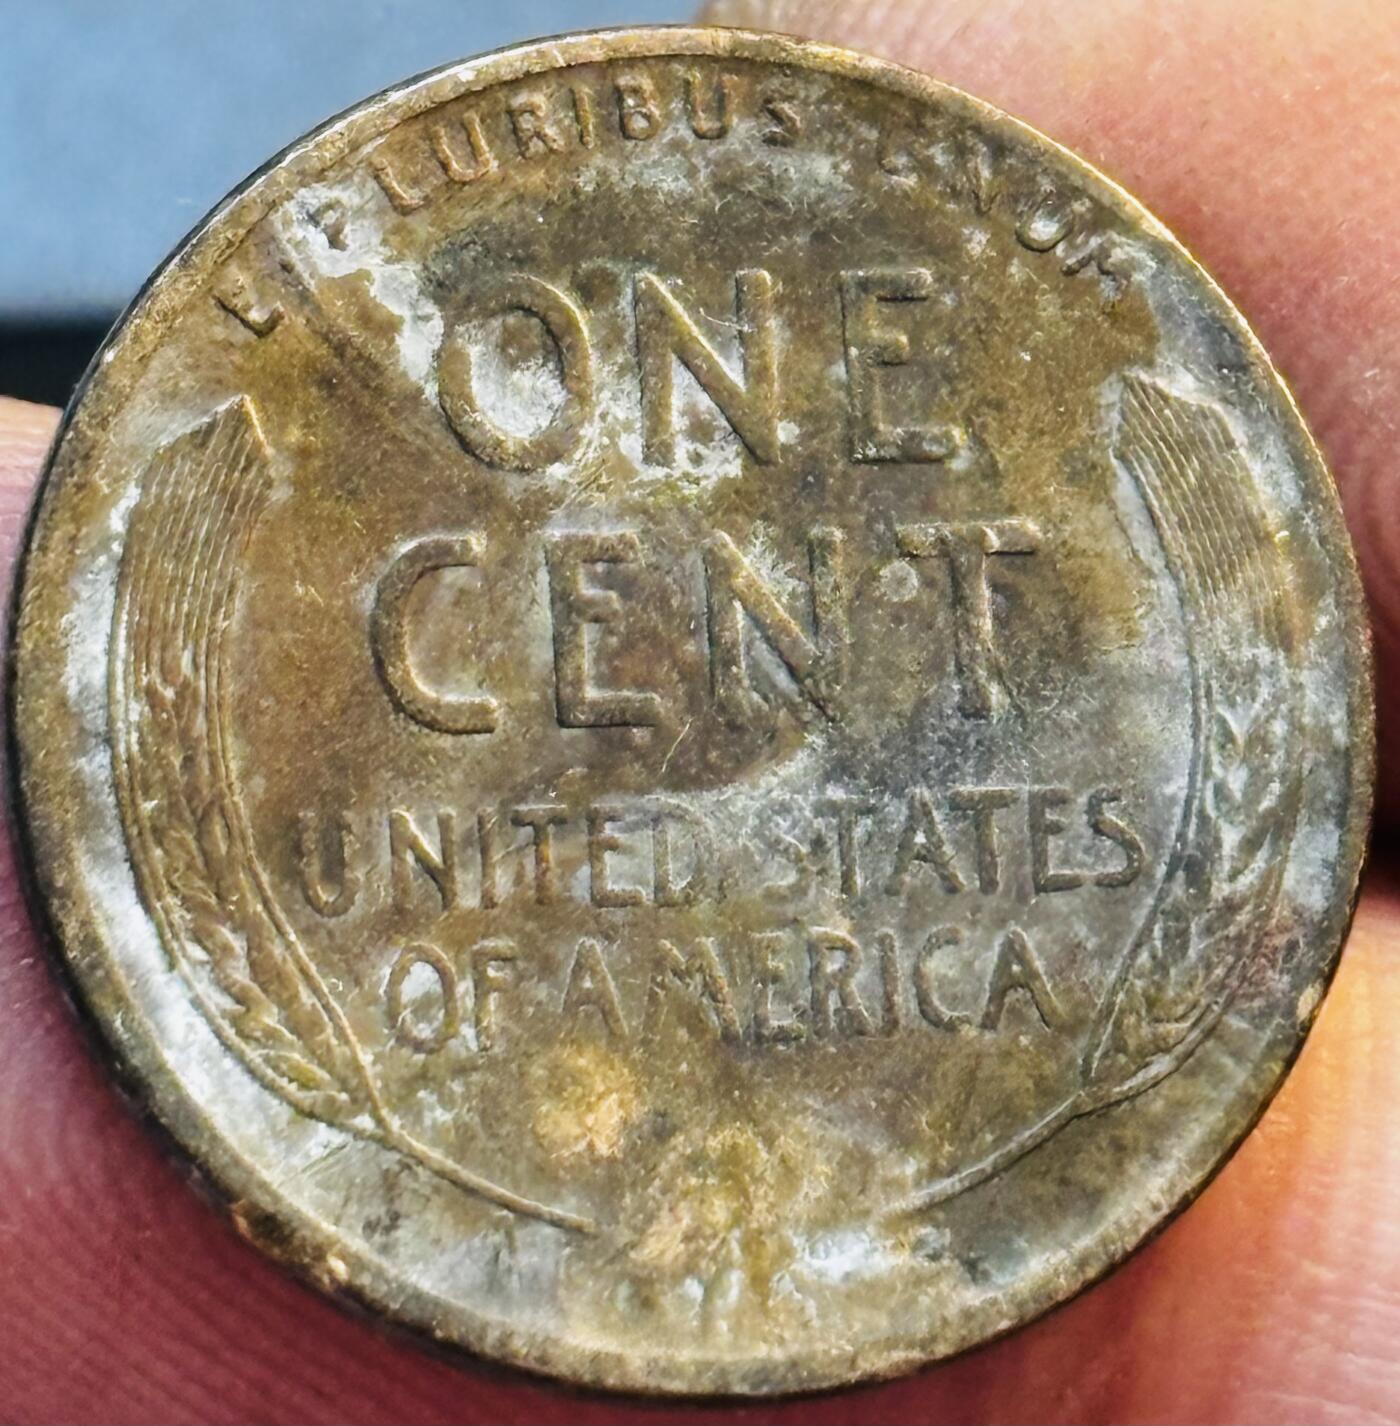 E PLURIBUS UNUM
ONE
CENT
UNITED STATES
OF AMERICA